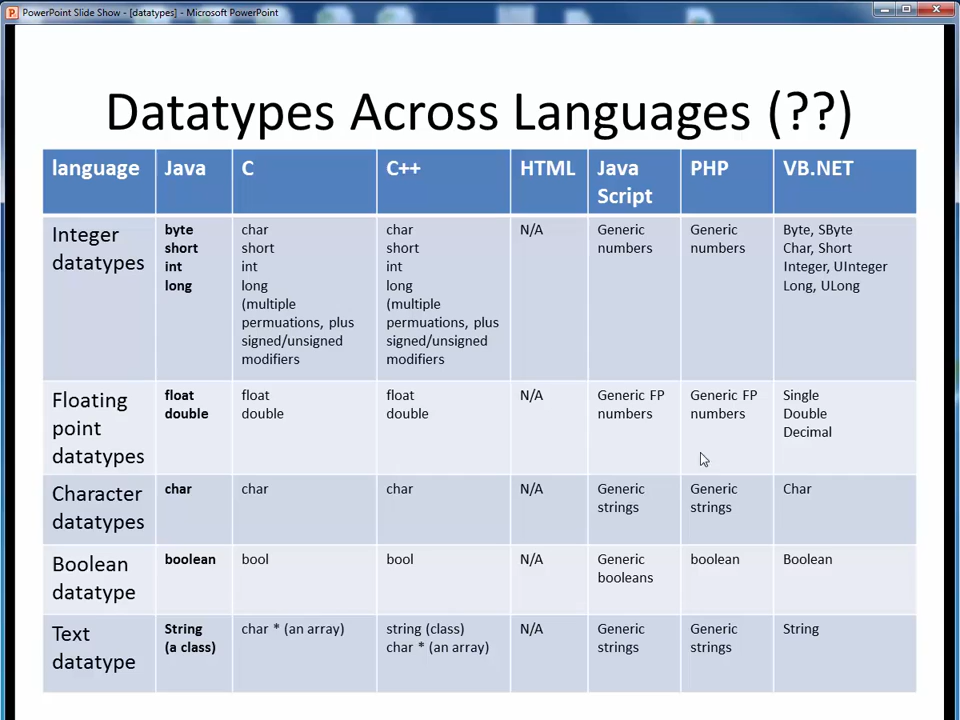 PowerPoint Slide Show - [datatypes] - Microsoft PowerPoint
Datatypes Across Languages (??)
language
Java
C
C++
HTML
Java
Script
PHP
VB.NET
Integer
datatypes
byte
short
int
long
char
short
int
long
(multiple
permuations, plus
signed/unsigned
modifiers
char
short
int
long
(multiple
permuations, plus
signed/unsigned
modifiers
N/A
Generic
numbers
Generic
numbers
Byte, SByte
Char, Short
Integer, UInteger
Long, ULong
Floating
point
datatypes
float
double
float
double
float
double
N/A
Generic FP
numbers
Generic FP
numbers
Single
Double
Decimal
Character
datatypes
char
char
char
N/A
Generic
strings
Generic
strings
Char
Boolean
datatype
boolean
bool
bool
N/A
Generic
booleans
boolean
Boolean
Text
datatype
String
(a class)
char * (an array)
string (class)
char * (an array)
N/A
Generic
strings
Generic
strings
String